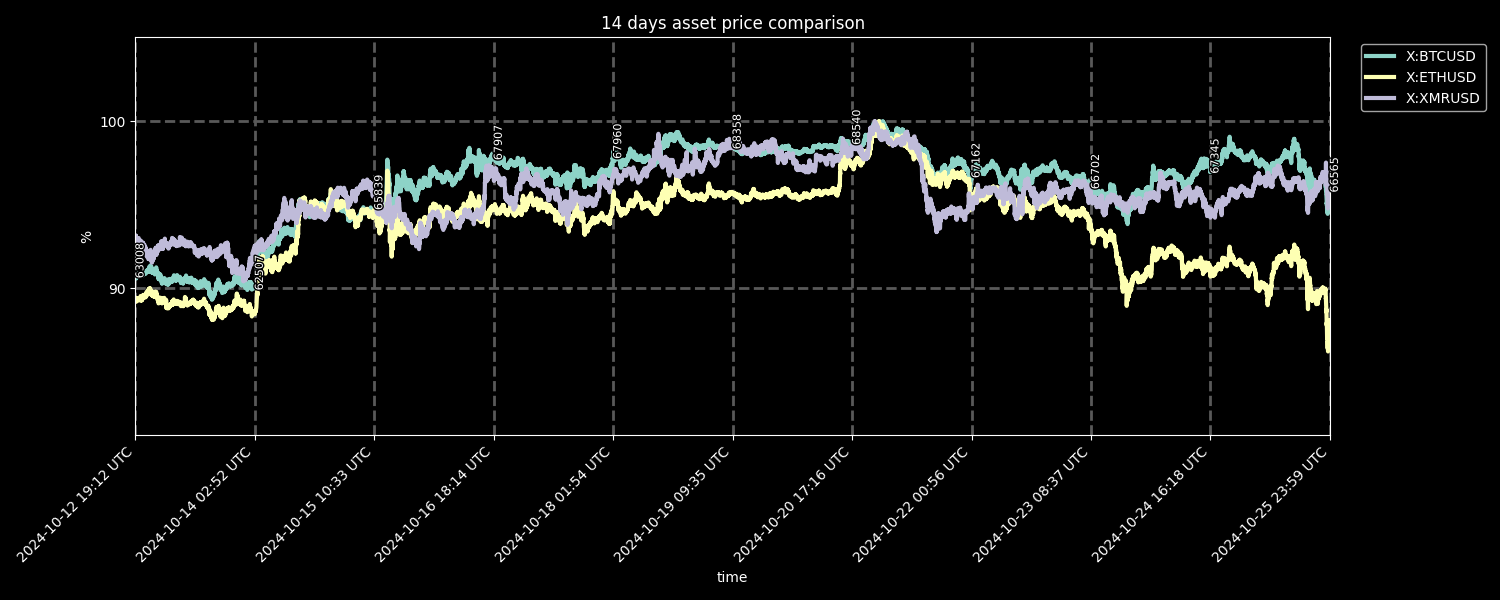 14 days asset price comparison
X:BTCUSD
X:ETHUSD
X:XMRUSD
100
90
%
63008
62507
65839
67907
67960
68358
68540
67162
66702
67345
66565
2024-10-12 19:12 UTC
2024-10-14 02:52 UTC
2024-10-15 10:33 UTC
2024-10-16 18:14 UTC
2024-10-18 01:54 UTC
2024-10-19 09:35 UTC
2024-10-20 17:16 UTC
2024-10-22 00:56 UTC
2024-10-23 08:37 UTC
2024-10-24 16:18 UTC
2024-10-25 23:59 UTC
time